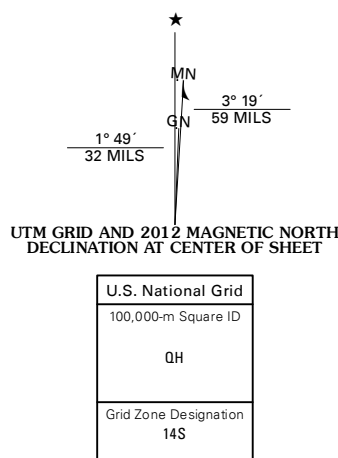 ★
MN
3° 19´
59 MILS
GN
1° 49´
32 MILS
UTM GRID AND 2012 MAGNETIC NORTH
DECLINATION AT CENTER OF SHEET
U.S. National Grid
100,000-m Square ID
QH
Grid Zone Designation
14S